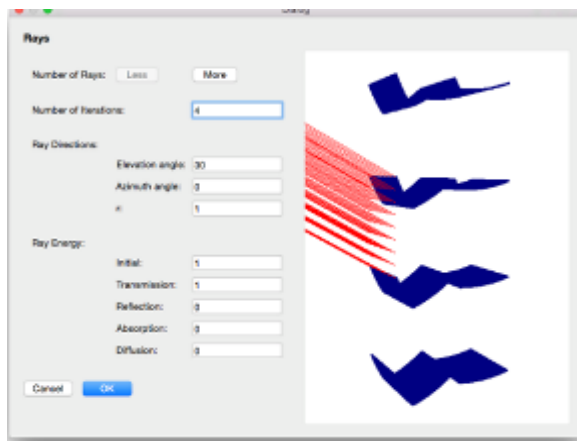 Dialog
Rays
Number of Rays: Less More
Number of Iterations: 4
Ray Directions:
Elevation angle: 30
Azimuth angle: 0
r: 1
Ray Energy:
Initial: 1
Transmission: 1
Reflection: 0
Absorption: 0
Diffusion: 0
Cancel OK